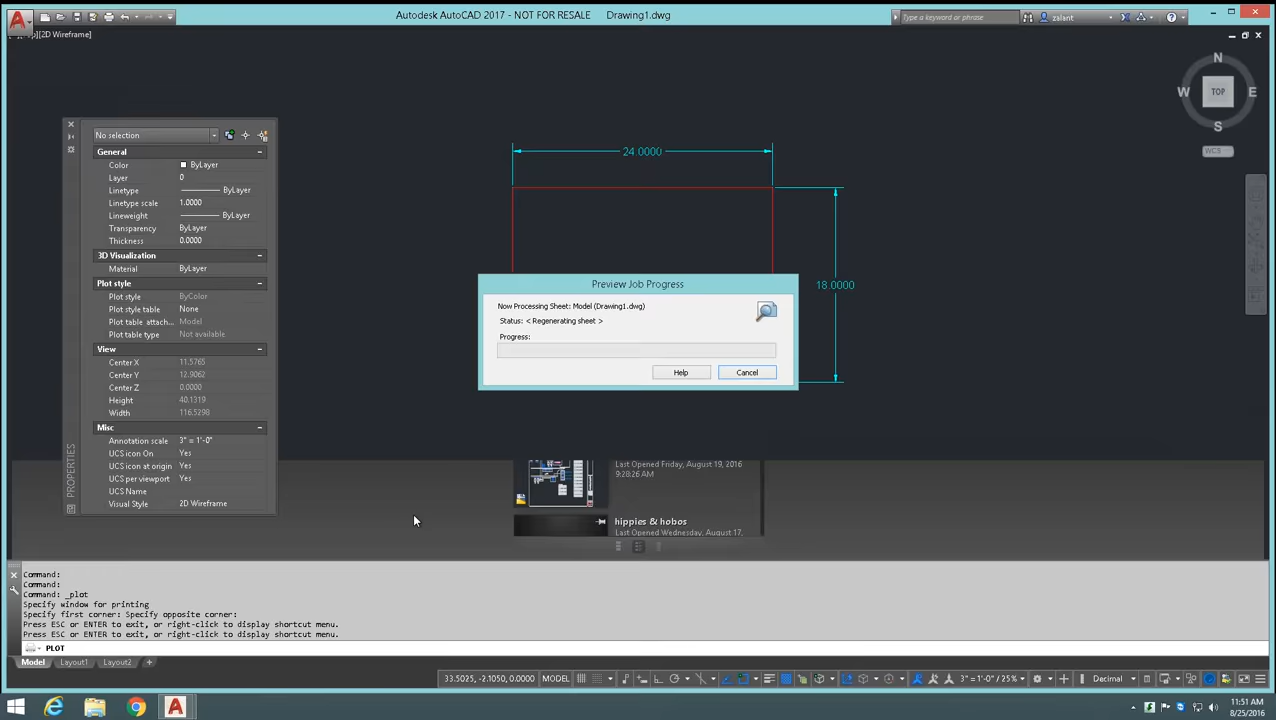 Autodesk AutoCAD 2017 - NOT FOR RESALE Drawing1.dwg
Type a keyword or phrase
zalant
[2D Wireframe]
N
W
TOP
E
S
WCS
24.0000
18.0000
No selection
General
Color ByLayer
Layer 0
Linetype ByLayer
Linetype scale 1.0000
Lineweight ByLayer
Transparency ByLayer
Thickness 0.0000
3D Visualization
Material ByLayer
Plot style
Plot style ByColor
Plot style table None
Plot table attach... Model
Plot table type Not available
View
Center X 11.5765
Center Y 12.9062
Center Z 0.0000
Height 40.1319
Width 116.5298
Misc
Annotation scale 3" = 1'-0"
UCS icon On Yes
UCS icon at origin Yes
UCS per viewport Yes
UCS Name
Visual Style 2D Wireframe
PROPERTIES
Preview Job Progress
Now Processing Sheet: Model (Drawing1.dwg)
Status: < Regenerating sheet >
Progress:
Help Cancel
Last Opened Friday, August 19, 2016
9:28:26 AM
hippies & hobos
Last Opened Wednesday, August 17,
Command:
Command:
Command: _plot
Specify window for printing
Specify first corner: Specify opposite corner:
Press ESC or ENTER to exit, or right-click to display shortcut menu.
Press ESC or ENTER to exit, or right-click to display shortcut menu.
PLOT
Model Layout1 Layout2 +
33.5025, -2.1050, 0.0000 MODEL
3" = 1'-0" / 25%
Decimal
11:51 AM
8/25/2016